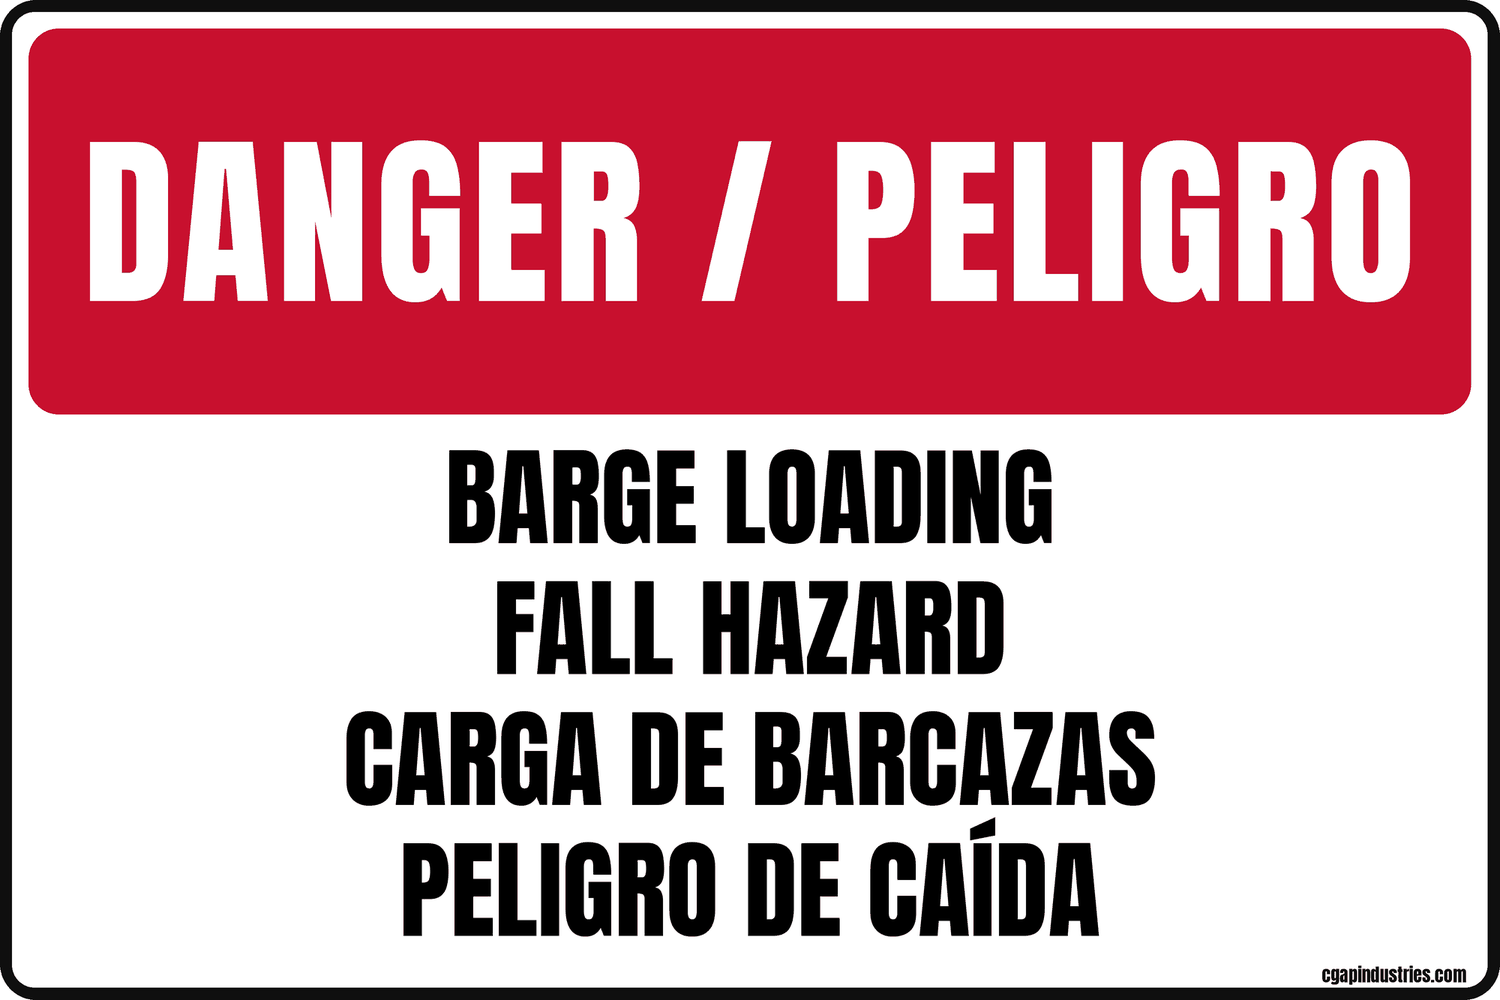 DANGER / PELIGRO
BARGE LOADING
FALL HAZARD
CARGA DE BARCAZAS
PELIGRO DE CAÍDA
cgapindustries.com